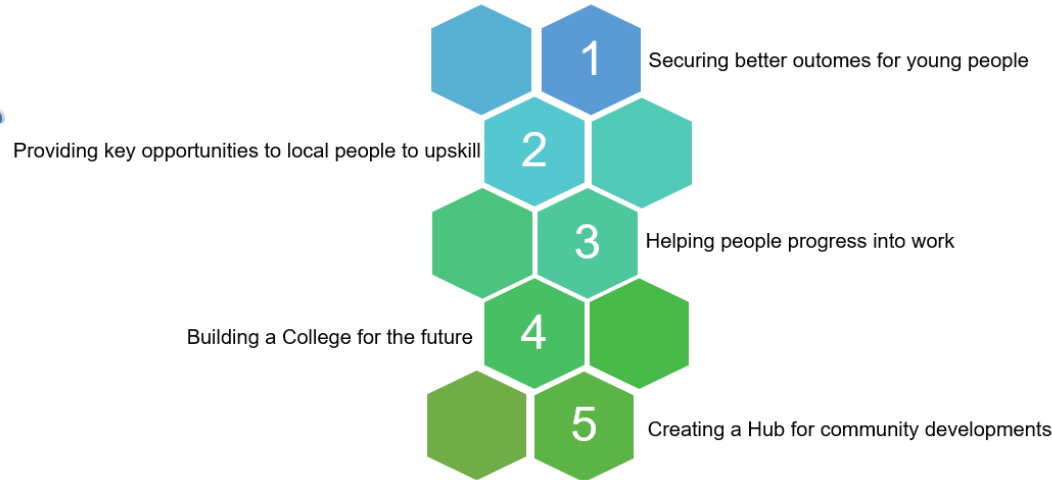 1 Securing better outomes for young people
Providing key opportunities to local people to upskill 2
3 Helping people progress into work
Building a College for the future 4
5 Creating a Hub for community developments